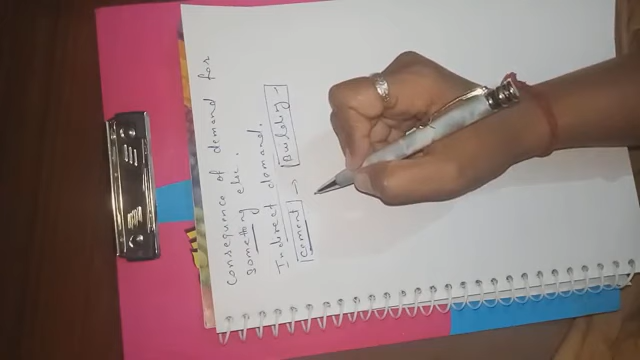 Consequence of demand for
something else.
Indirect demand.
Cement → Building →